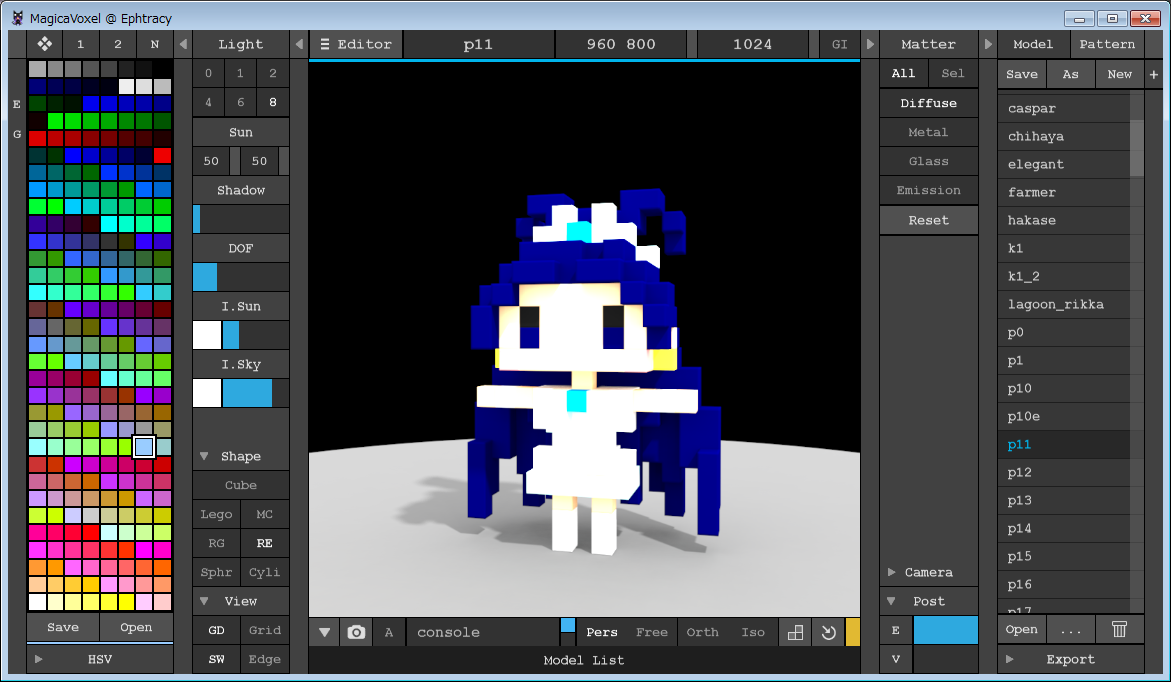 MagicaVoxel @ Ephtracy
1 2 N
Light
Editor
p11
960 800
1024
GI
Matter
Model Pattern
E
G
0 1 2
4 6 8
Sun
50 50
Shadow
DOF
I.Sun
I.Sky
Shape
Cube
Lego MC
RG RE
Sphr Cyli
View
GD Grid
SW Edge
Save Open
HSV
A console Pers Free Orth Iso
Model List
All Sel
Diffuse
Metal
Glass
Emission
Reset
Camera
Post
E
V
Save As New +
caspar
chihaya
elegant
farmer
hakase
k1
k1_2
lagoon_rikka
p0
p1
p10
p10e
p11
p12
p13
p14
p15
p16
p17
Open ...
Export